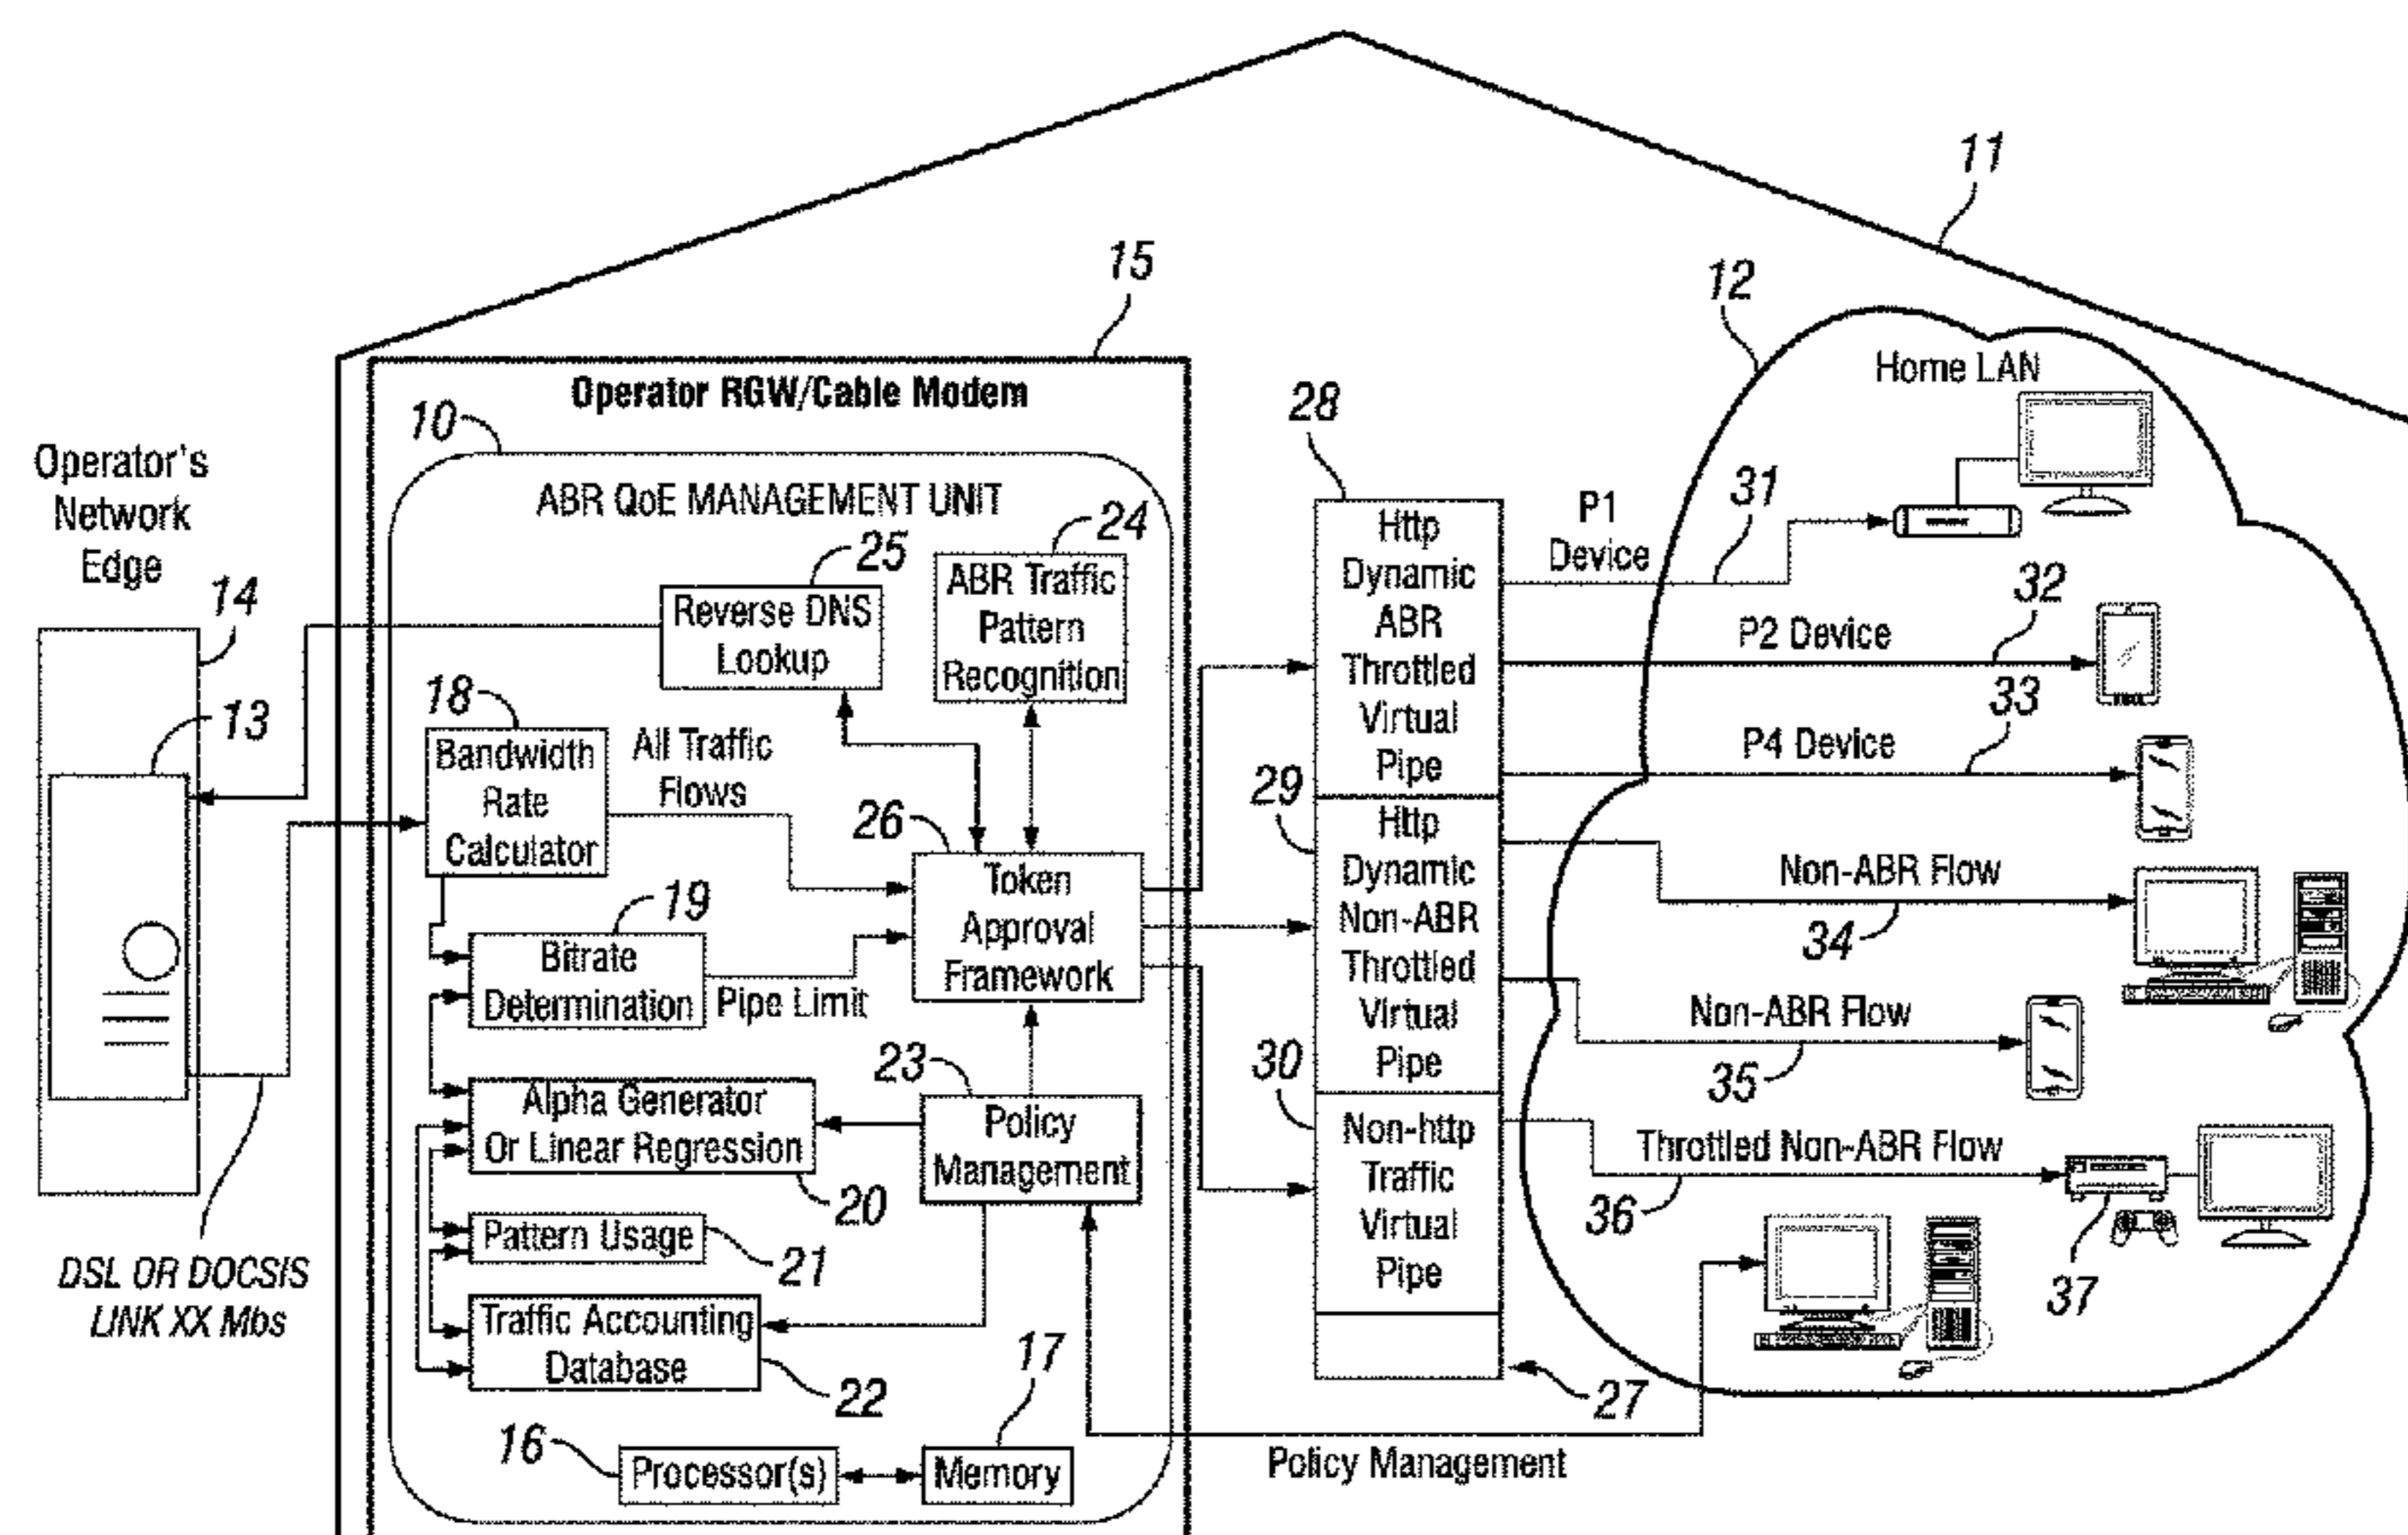 11
15
12
Operator RGW/Cable Modem
Home LAN
28
10
Operator's
Network
Edge
ABR QoE MANAGEMENT UNIT
14
13
25
Reverse DNS
Lookup
24
ABR Traffic
Pattern
Recognition
18
Bandwidth
Rate
Calculator
All Traffic
Flows
26
Token
Approval
Framework
19
Bitrate
Determination
Pipe Limit
23
Policy
Management
Alpha Generator
Or Linear Regression
20
Pattern Usage
21
Traffic Accounting
Database
22
17
16
Processor(s)
Memory
DSL OR DOCSIS
LINK XX Mbs
Http
Dynamic
ABR
Throttled
Virtual
Pipe
29
Http
Dynamic
Non-ABR
Throttled
Virtual
Pipe
30
Non-http
Traffic
Virtual
Pipe
27
P1
Device
31
P2 Device
32
P4 Device
33
Non-ABR Flow
34
Non-ABR Flow
35
Throttled Non-ABR Flow
36
37
Policy Management